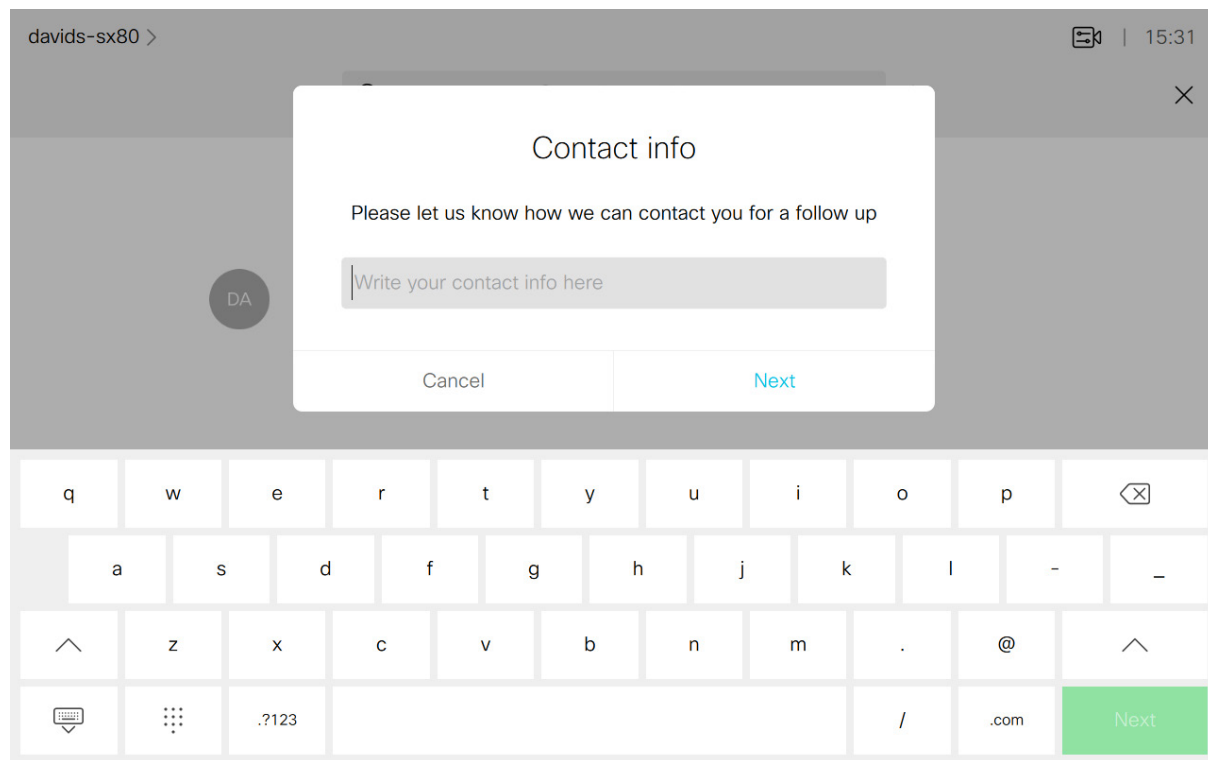 davids-sx80 >
| 15:31
Contact info
Please let us know how we can contact you for a follow up
Write your contact info here
DA
Cancel Next
q w e r t y u i o p
a s d f g h j k l - _
z x c v b n m . @
.?123 / .com Next